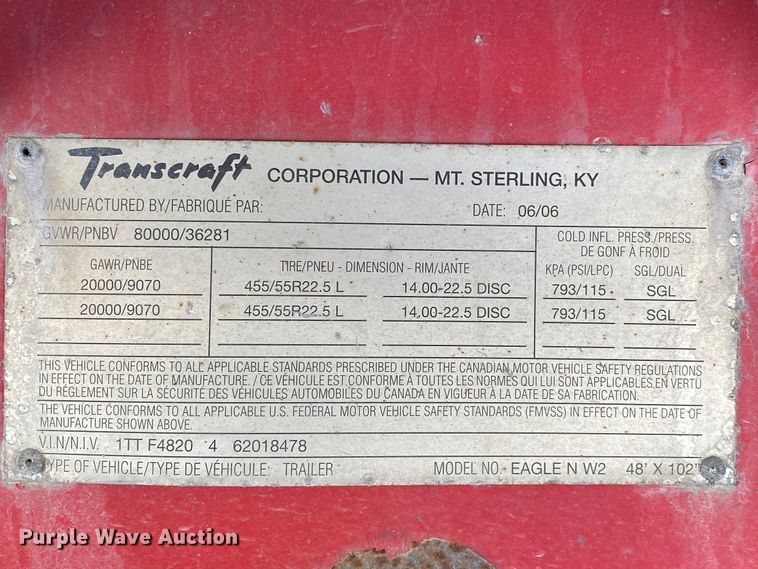 Transcraft CORPORATION — MT. STERLING, KY
MANUFACTURED BY/FABRIQUÉ PAR: DATE: 06/06
GVWR/PNBV 80000/36281
COLD INFL. PRESS./PRESS.
DE GONF À FROID
GAWR/PNBE TIRE/PNEU - DIMENSION - RIM/JANTE KPA (PSI/LPC) SGL/DUAL
20000/9070 455/55R22.5 L 14.00-22.5 DISC 793/115 SGL
20000/9070 455/55R22.5 L 14.00-22.5 DISC 793/115 SGL
THIS VEHICLE CONFORMS TO ALL APPLICABLE STANDARDS PRESCRIBED UNDER THE CANADIAN MOTOR VEHICLE SAFETY REGULATIONS
IN EFFECT ON THE DATE OF MANUFACTURE. / CE VÉHICULE EST CONFORME À TOUTES LES NORMES QUI LUI SONT APPLICABLES EN VERTU
DU RÈGLEMENT SUR LA SÉCURITÉ DES VÉHICULES AUTOMOBILES DU CANADA EN VIGUEUR À LA DATE DE SA FABRICATION.
THE VEHICLE CONFORMS TO ALL APPLICABLE U.S. FEDERAL MOTOR VEHICLE SAFETY STANDARDS (FMVSS) IN EFFECT ON THE DATE OF
MANUFACTURE SHOWN ABOVE.
V.I.N/N.I.V. 1TT F4820 4 62018478
TYPE OF VEHICLE/TYPE DE VÉHICULE: TRAILER MODEL NO. EAGLE N W2 48' X 102"
Purple Wave Auction®